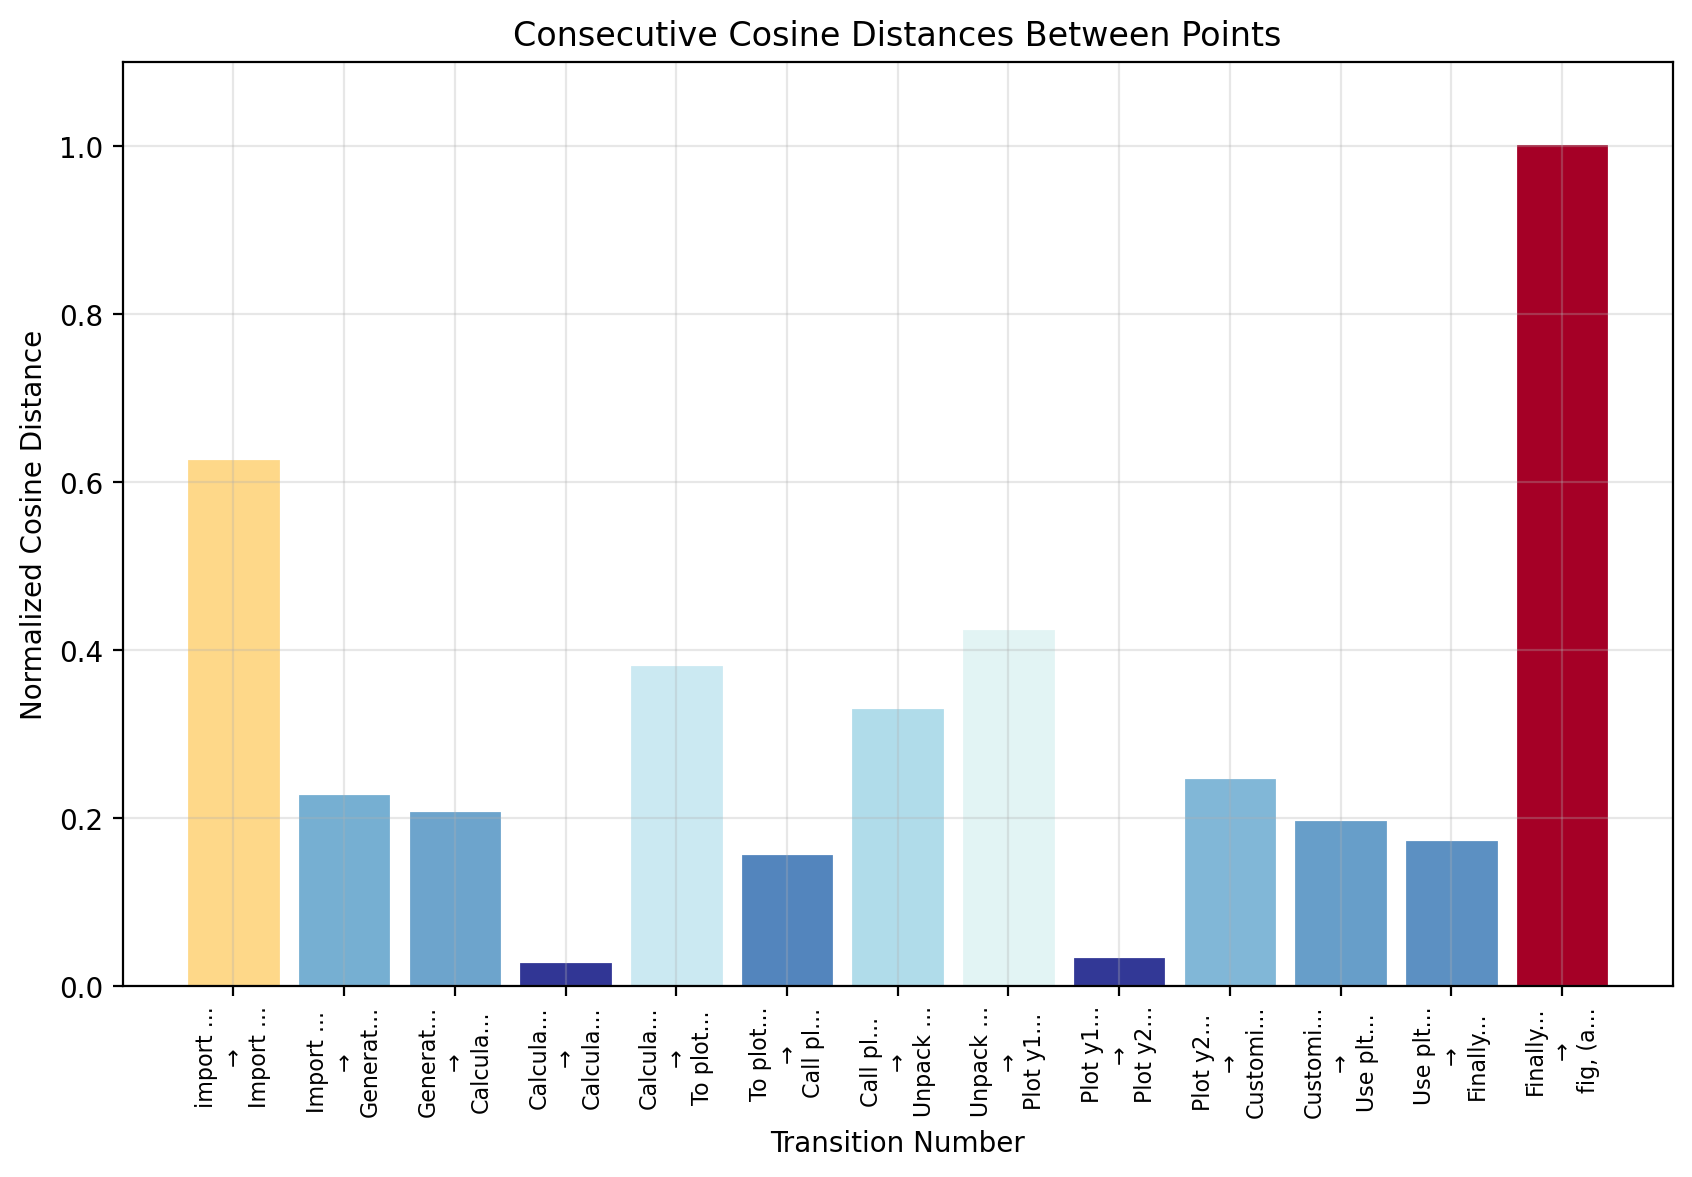 Consecutive Cosine Distances Between Points
Normalized Cosine Distance
1.0
0.8
0.6
0.4
0.2
0.0
import ...
→
Import ...
Import ...
→
Generat...
Generat...
→
Calcula...
Calcula...
→
Calcula...
Calcula...
→
To plot...
To plot...
→
Call pl...
Call pl...
→
Unpack ...
Unpack ...
→
Plot y1...
Plot y1...
→
Plot y2...
Plot y2...
→
Customi...
Customi...
→
Use plt...
Use plt...
→
Finally...
Finally...
→
fig, (a...
Transition Number